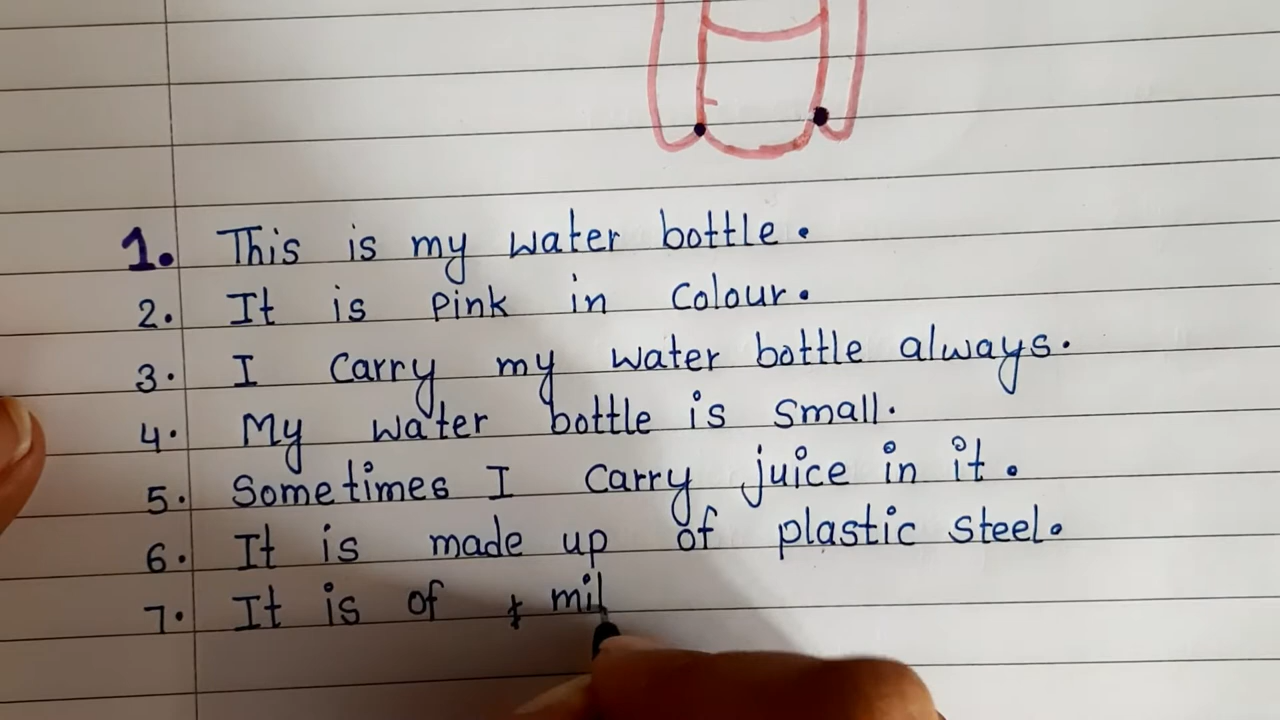 1. This is my water bottle.
2. It is pink in colour.
3. I carry my water bottle always.
4. My water bottle is small.
5. Sometimes I carry juice in it.
6. It is made up of plastic steel.
7. It is of mil